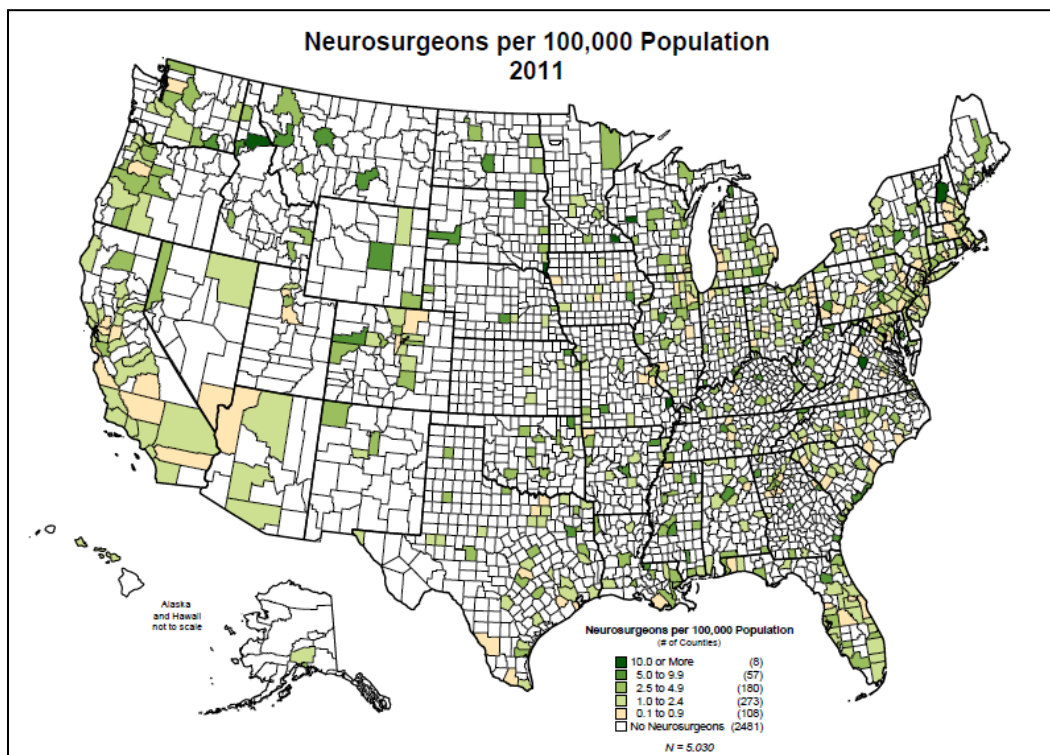 Neurosurgeons per 100,000 Population
2011
Alaska
and Hawaii
not to scale
Neurosurgeons per 100,000 Population
(# of Counties)
10.0 or More (8)
5.0 to 9.9 (57)
2.5 to 4.9 (180)
1.0 to 2.4 (273)
0.1 to 0.9 (108)
No Neurosurgeons (2481)
N = 5,030